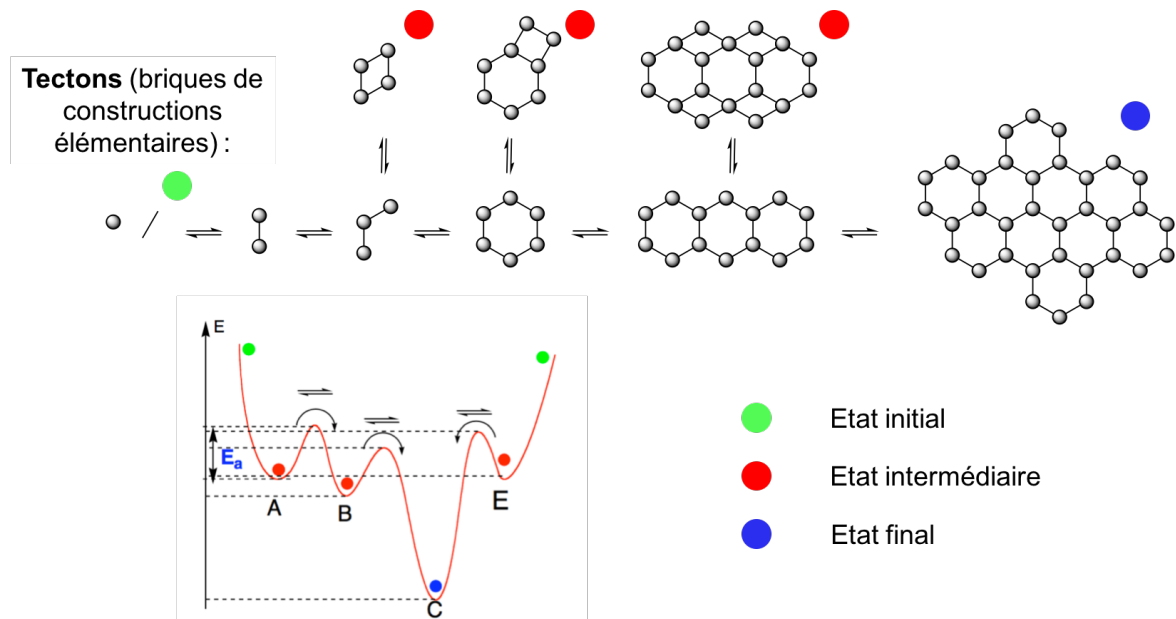 Tectons (briques de
constructions
élémentaires) :
E
Ea
A
B
C
E
Etat initial
Etat intermédiaire
Etat final